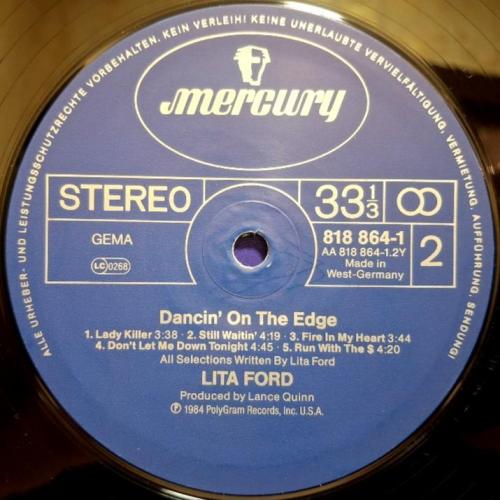 ALLE URHEBER- UND LEISTUNGSSCHUTZRECHTE VORBEHALTEN. KEIN VERLEIH! KEINE UNERLAUBTE VERVIELFÄLTIGUNG, VERMIETUNG, AUFFÜHRUNG, SENDUNG!
mercury
STEREO
33 1/3
GEMA
LC 0268
818 864-1
AA 818 864-1.2Y
Made in
West-Germany
2
Dancin' On The Edge
1. Lady Killer 3:38 · 2. Still Waitin' 4:19 · 3. Fire In My Heart 3:44
4. Don't Let Me Down Tonight 4:45 · 5. Run With The $ 4:20
All Selections Written By Lita Ford
LITA FORD
Produced by Lance Quinn
℗ 1984 PolyGram Records, Inc. U.S.A.